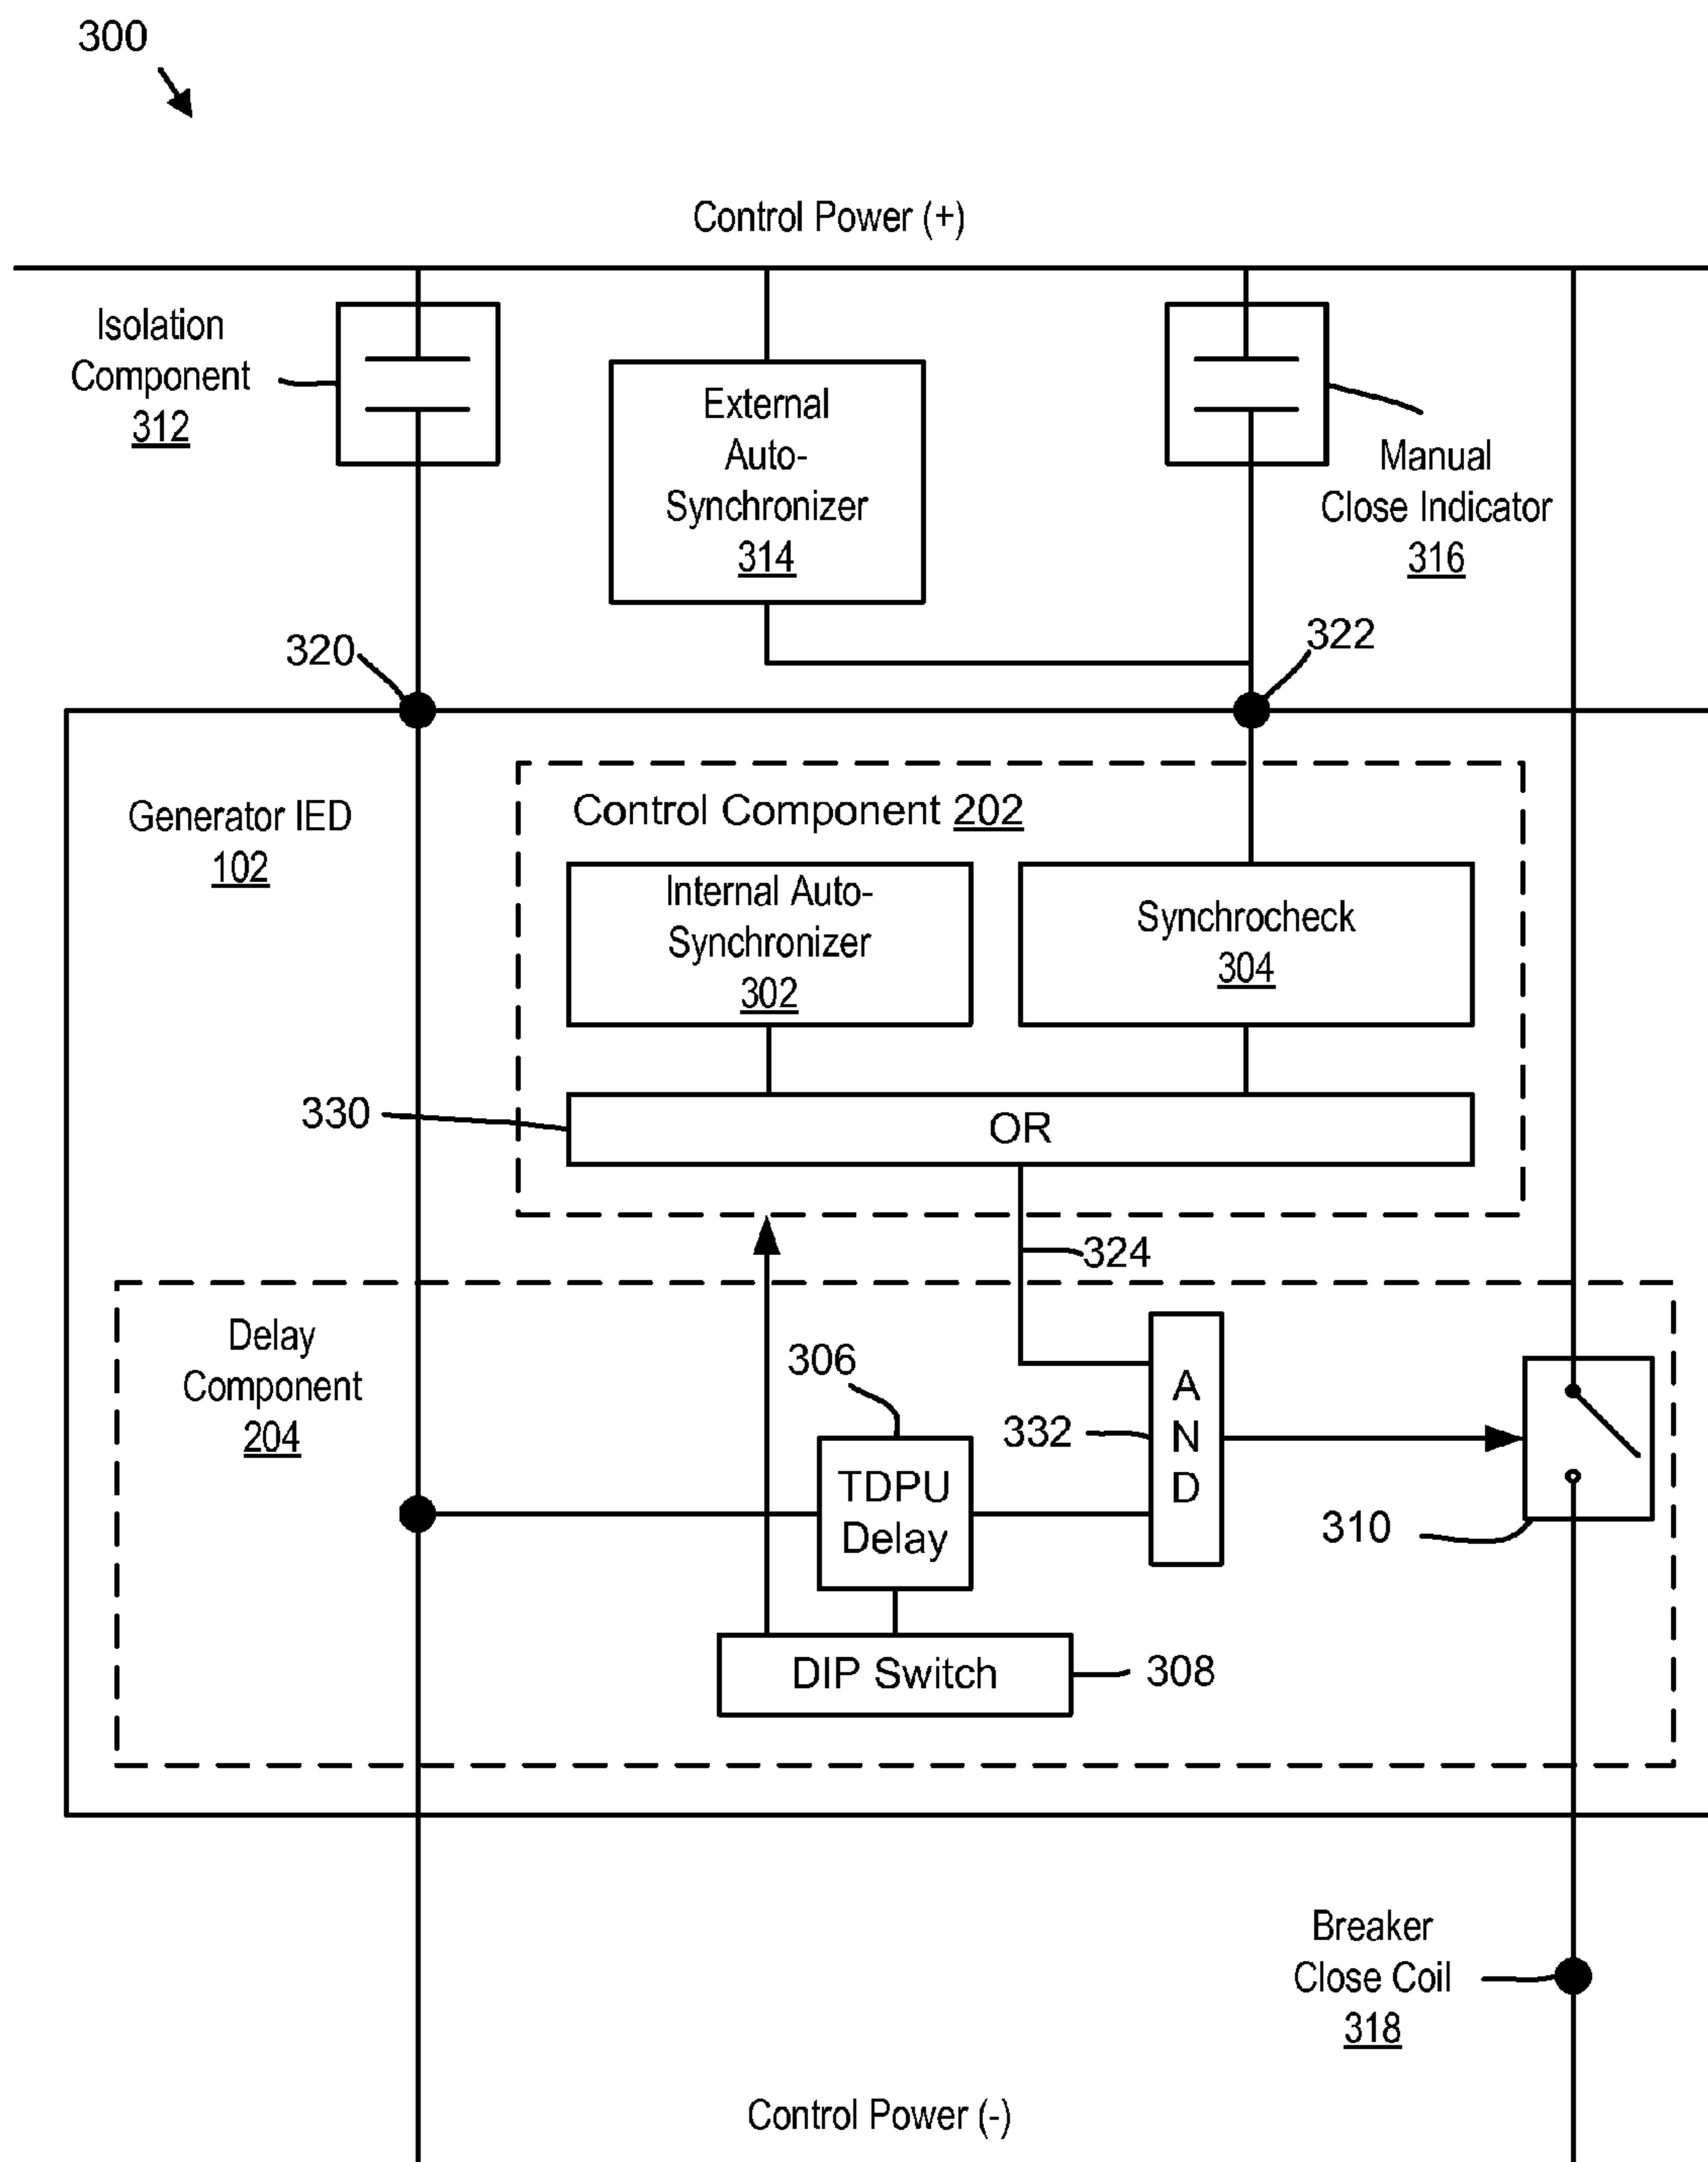 300
Control Power (+)
Isolation
Component
312
External
Auto-
Synchronizer
314
Manual
Close Indicator
316
320
322
Generator IED
102
Control Component 202
Internal Auto-
Synchronizer
302
Synchrocheck
304
330
OR
324
Delay
Component
204
306
TDPU
Delay
332
A
N
D
310
DIP Switch
308
Breaker
Close Coil
318
Control Power (-)